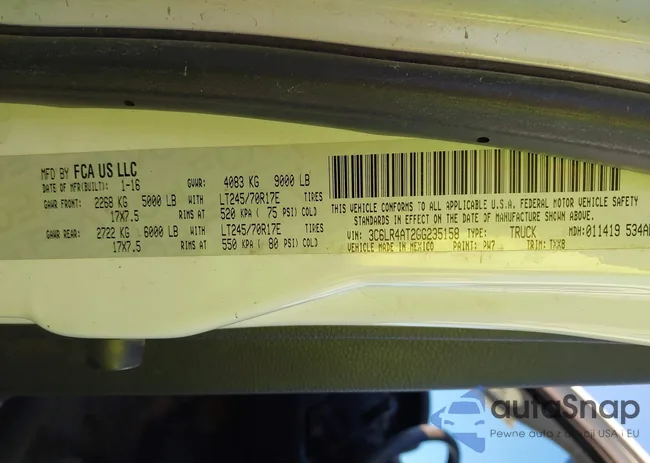 MFD BY FCA US LLC
DATE OF MFR(BUILT): 1-16 GVWR: 4083 KG 9000 LB
GAWR FRONT: 2268 KG 5000 LB WITH LT245/70R17E TIRES
17X7.5 RIMS AT 520 KPA ( 75 PSI) COLD
GAWR REAR: 2722 KG 6000 LB WITH LT245/70R17E TIRES
17X7.5 RIMS AT 550 KPA ( 80 PSI) COLD
THIS VEHICLE CONFORMS TO ALL APPLICABLE U.S.A. FEDERAL MOTOR VEHICLE SAFETY
STANDARDS IN EFFECT ON THE DATE OF MANUFACTURE SHOWN ABOVE.
VIN: 3C6LR4AT2GG235158 TYPE: TRUCK MDH: 011419 534
VEHICLE MADE IN MEXICO PAINT: PW7 TRIM:
autoSnap
Pewne auto z aukcji USA i EU